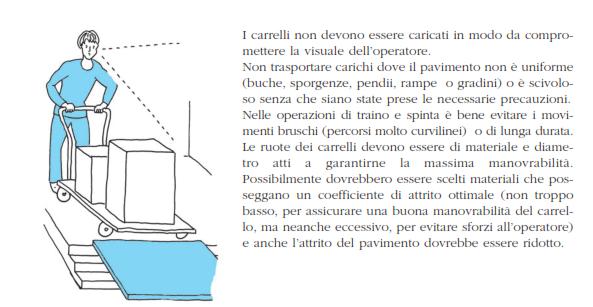 I carrelli non devono essere caricati in modo da compro-
mettere la visuale dell'operatore.
Non trasportare carichi dove il pavimento non è uniforme
(buche, sporgenze, pendii, rampe o gradini) o è scivolo-
so senza che siano state prese le necessarie precauzioni.
Nelle operazioni di traino e spinta è bene evitare i movi-
menti bruschi (percorsi molto curvilinei) o di lunga durata.
Le ruote dei carrelli devono essere di materiale e diame-
tro atti a garantirne la massima manovrabilità.
Possibilmente dovrebbero essere scelti materiali che pos-
seggano un coefficiente di attrito ottimale (non troppo
basso, per assicurare una buona manovrabilità del carrel-
lo, ma neanche eccessivo, per evitare sforzi all'operatore)
e anche l'attrito del pavimento dovrebbe essere ridotto.